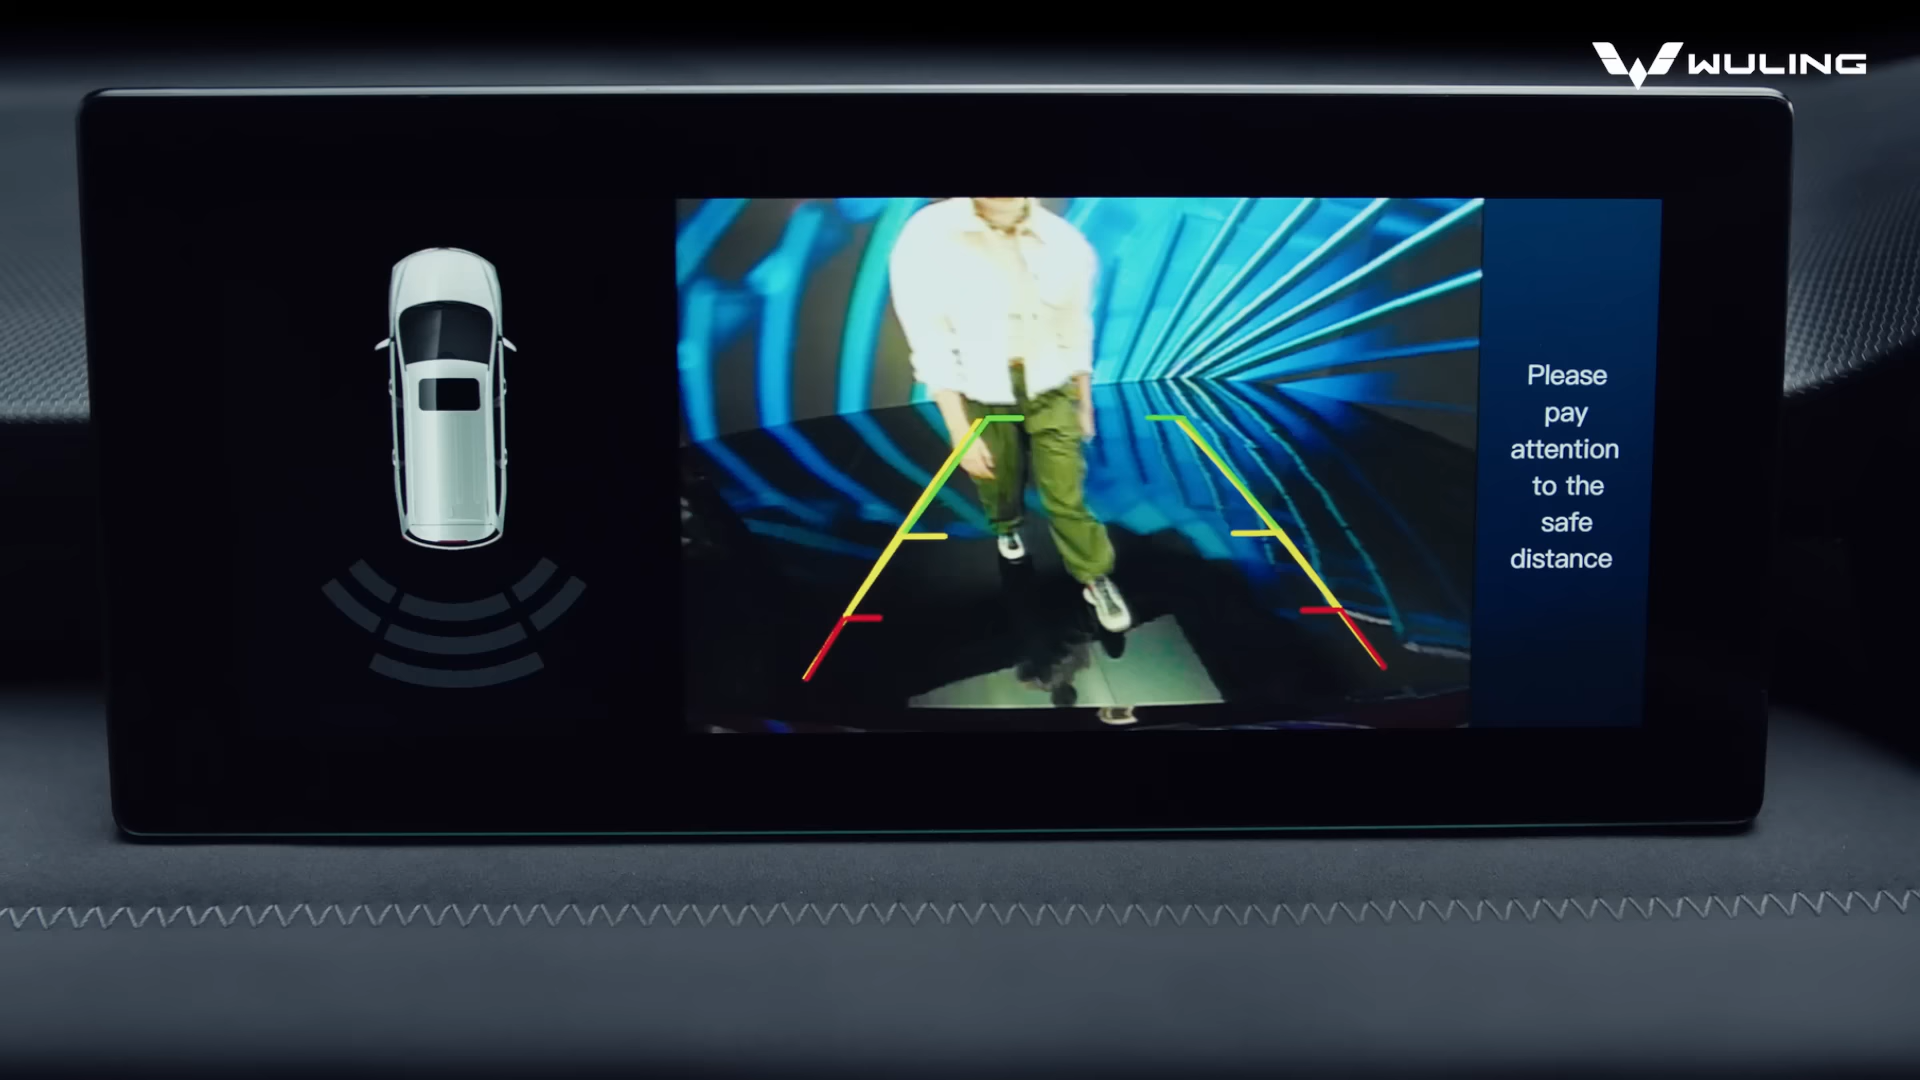 WULING
Please
pay
attention
to the
safe
distance